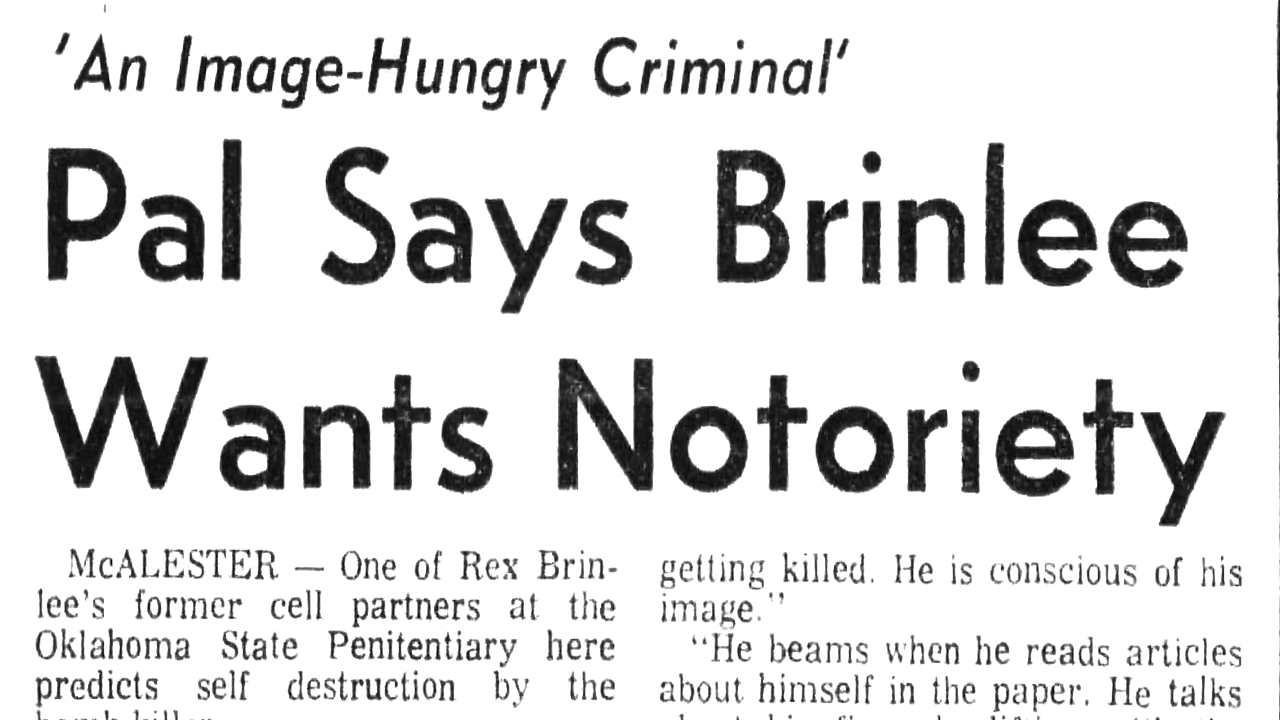 'An Image-Hungry Criminal'
Pal Says Brinlee
Wants Notoriety
McALESTER — One of Rex Brin-
lee's former cell partners at the
Oklahoma State Penitentiary here
predicts self destruction by the
bomb killer.
getting killed. He is conscious of his
image."
"He beams when he reads articles
about himself in the paper. He talks